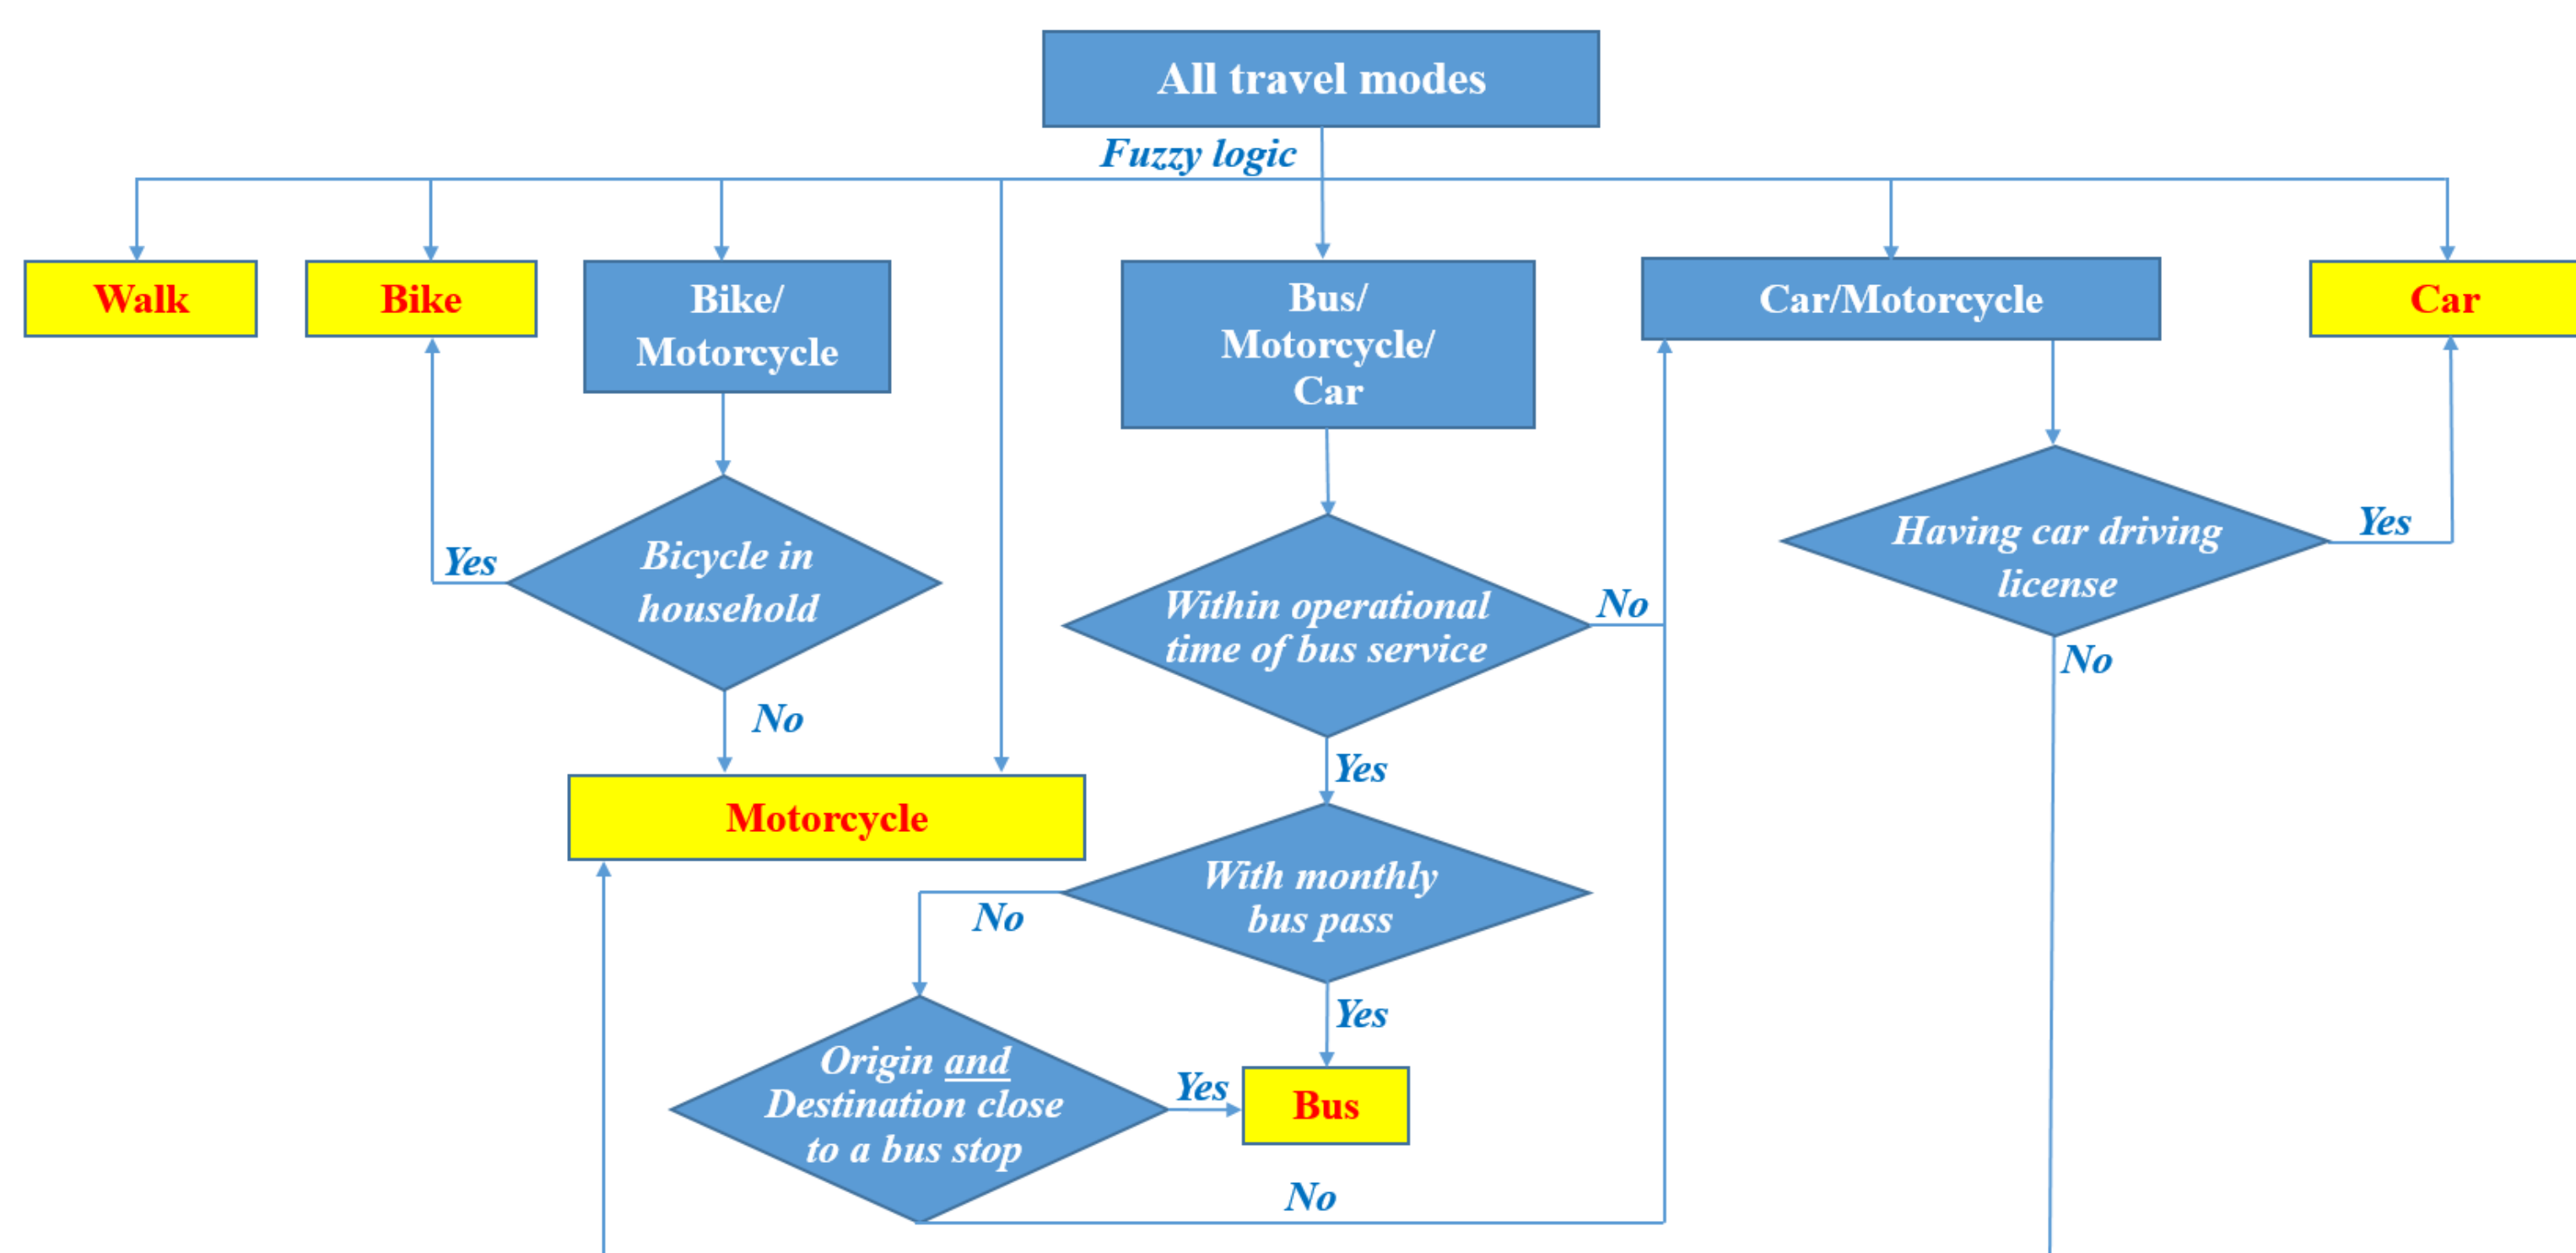 All travel modes
Fuzzy logic
Walk
Bike
Bike/
Motorcycle
Bus/
Motorcycle/
Car
Car/Motorcycle
Car
Bicycle in
household
Yes
No
Within operational
time of bus service
No
Yes
Having car driving
license
Yes
No
Motorcycle
With monthly
bus pass
No
Yes
Origin and
Destination close
to a bus stop
Yes
Bus
No